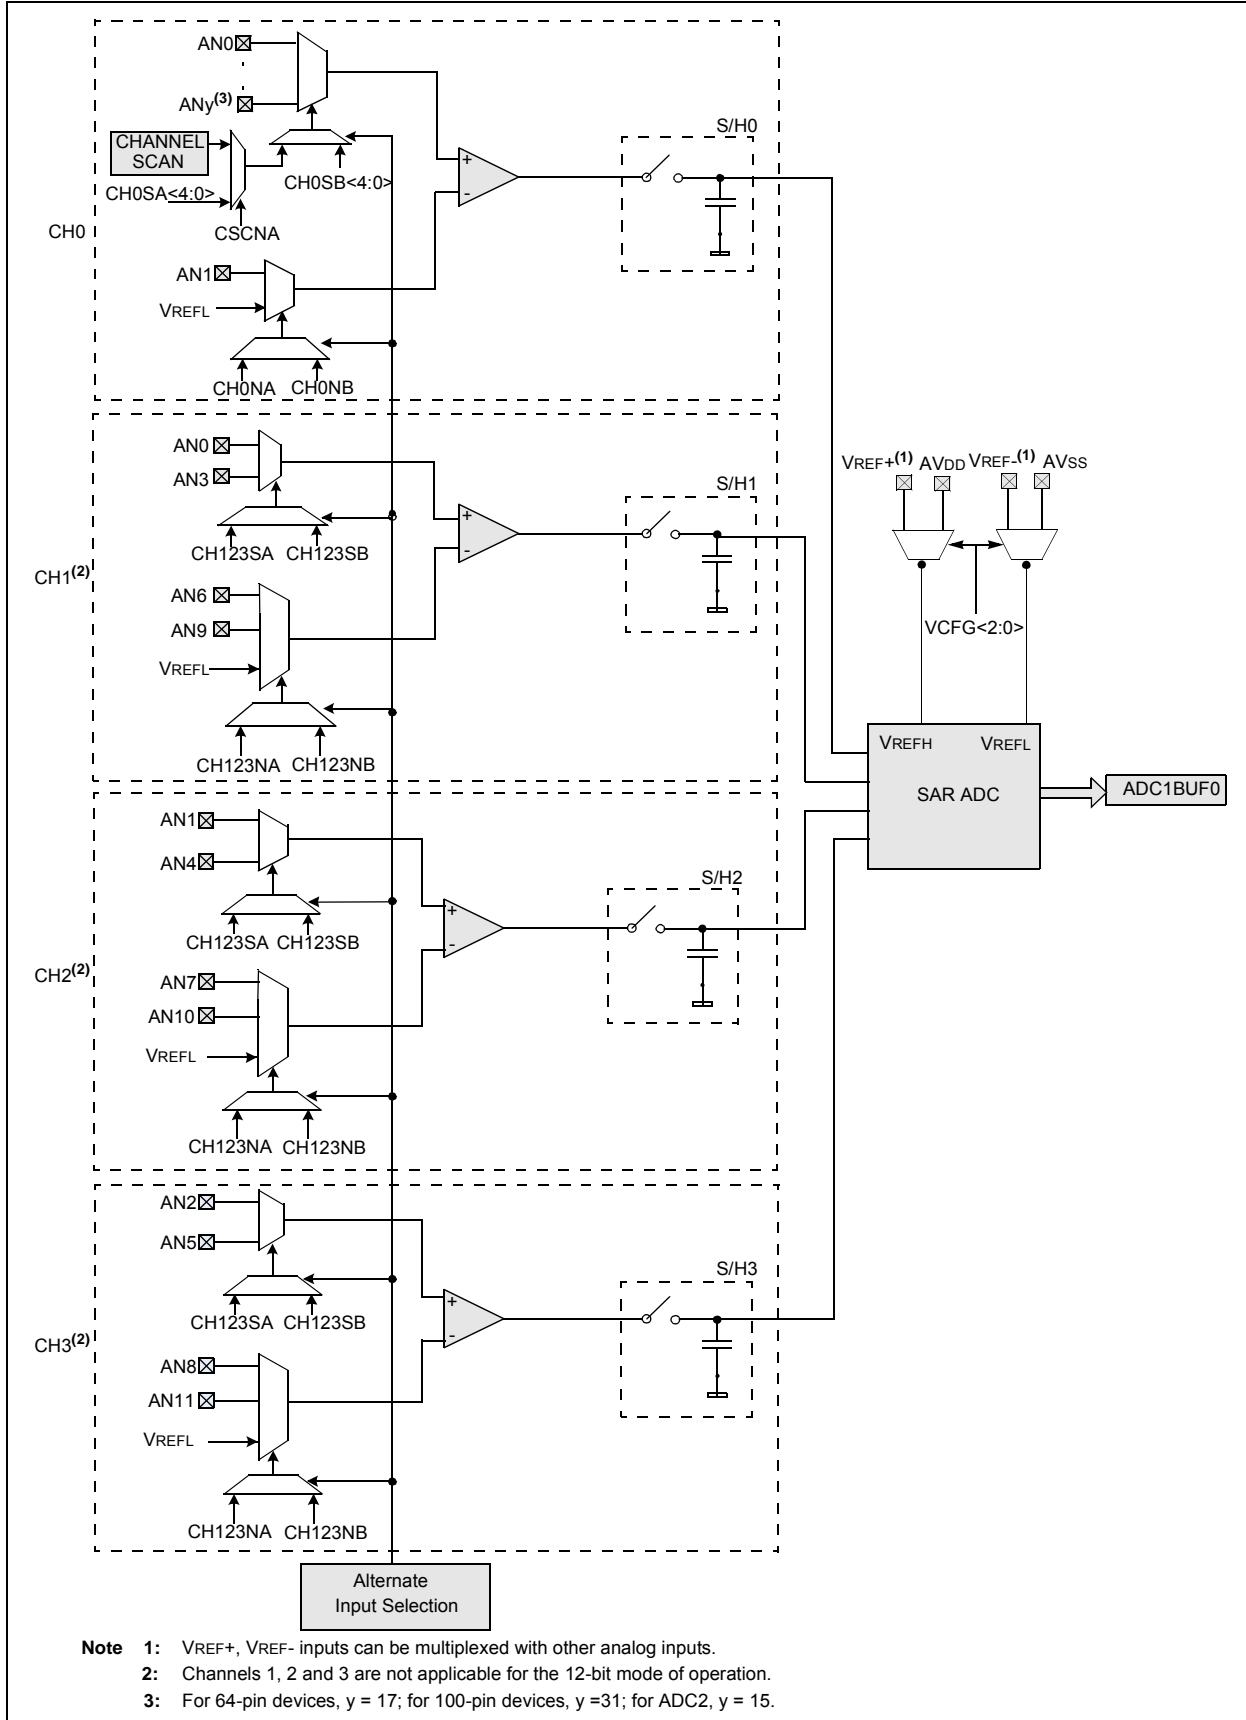 AN0
ANy(3)
CHANNEL
SCAN
CH0SA<4:0>
CH0SB<4:0>
CSCNA
CH0
AN1
VREFL
CH0NA CH0NB
+
-
S/H0
AN0
AN3
CH123SA CH123SB
CH1(2)
AN6
AN9
VREFL
CH123NA CH123NB
+
-
S/H1
VREF+(1) AVDD VREF-(1) AVSS
VCFG<2:0>
VREFH VREFL
SAR ADC
ADC1BUF0
AN1
AN4
CH123SA CH123SB
CH2(2)
AN7
AN10
VREFL
CH123NA CH123NB
+
-
S/H2
AN2
AN5
CH123SA CH123SB
CH3(2)
AN8
AN11
VREFL
CH123NA CH123NB
+
-
S/H3
Alternate
Input Selection
Note 1: VREF+, VREF- inputs can be multiplexed with other analog inputs.
2: Channels 1, 2 and 3 are not applicable for the 12-bit mode of operation.
3: For 64-pin devices, y = 17; for 100-pin devices, y =31; for ADC2, y = 15.